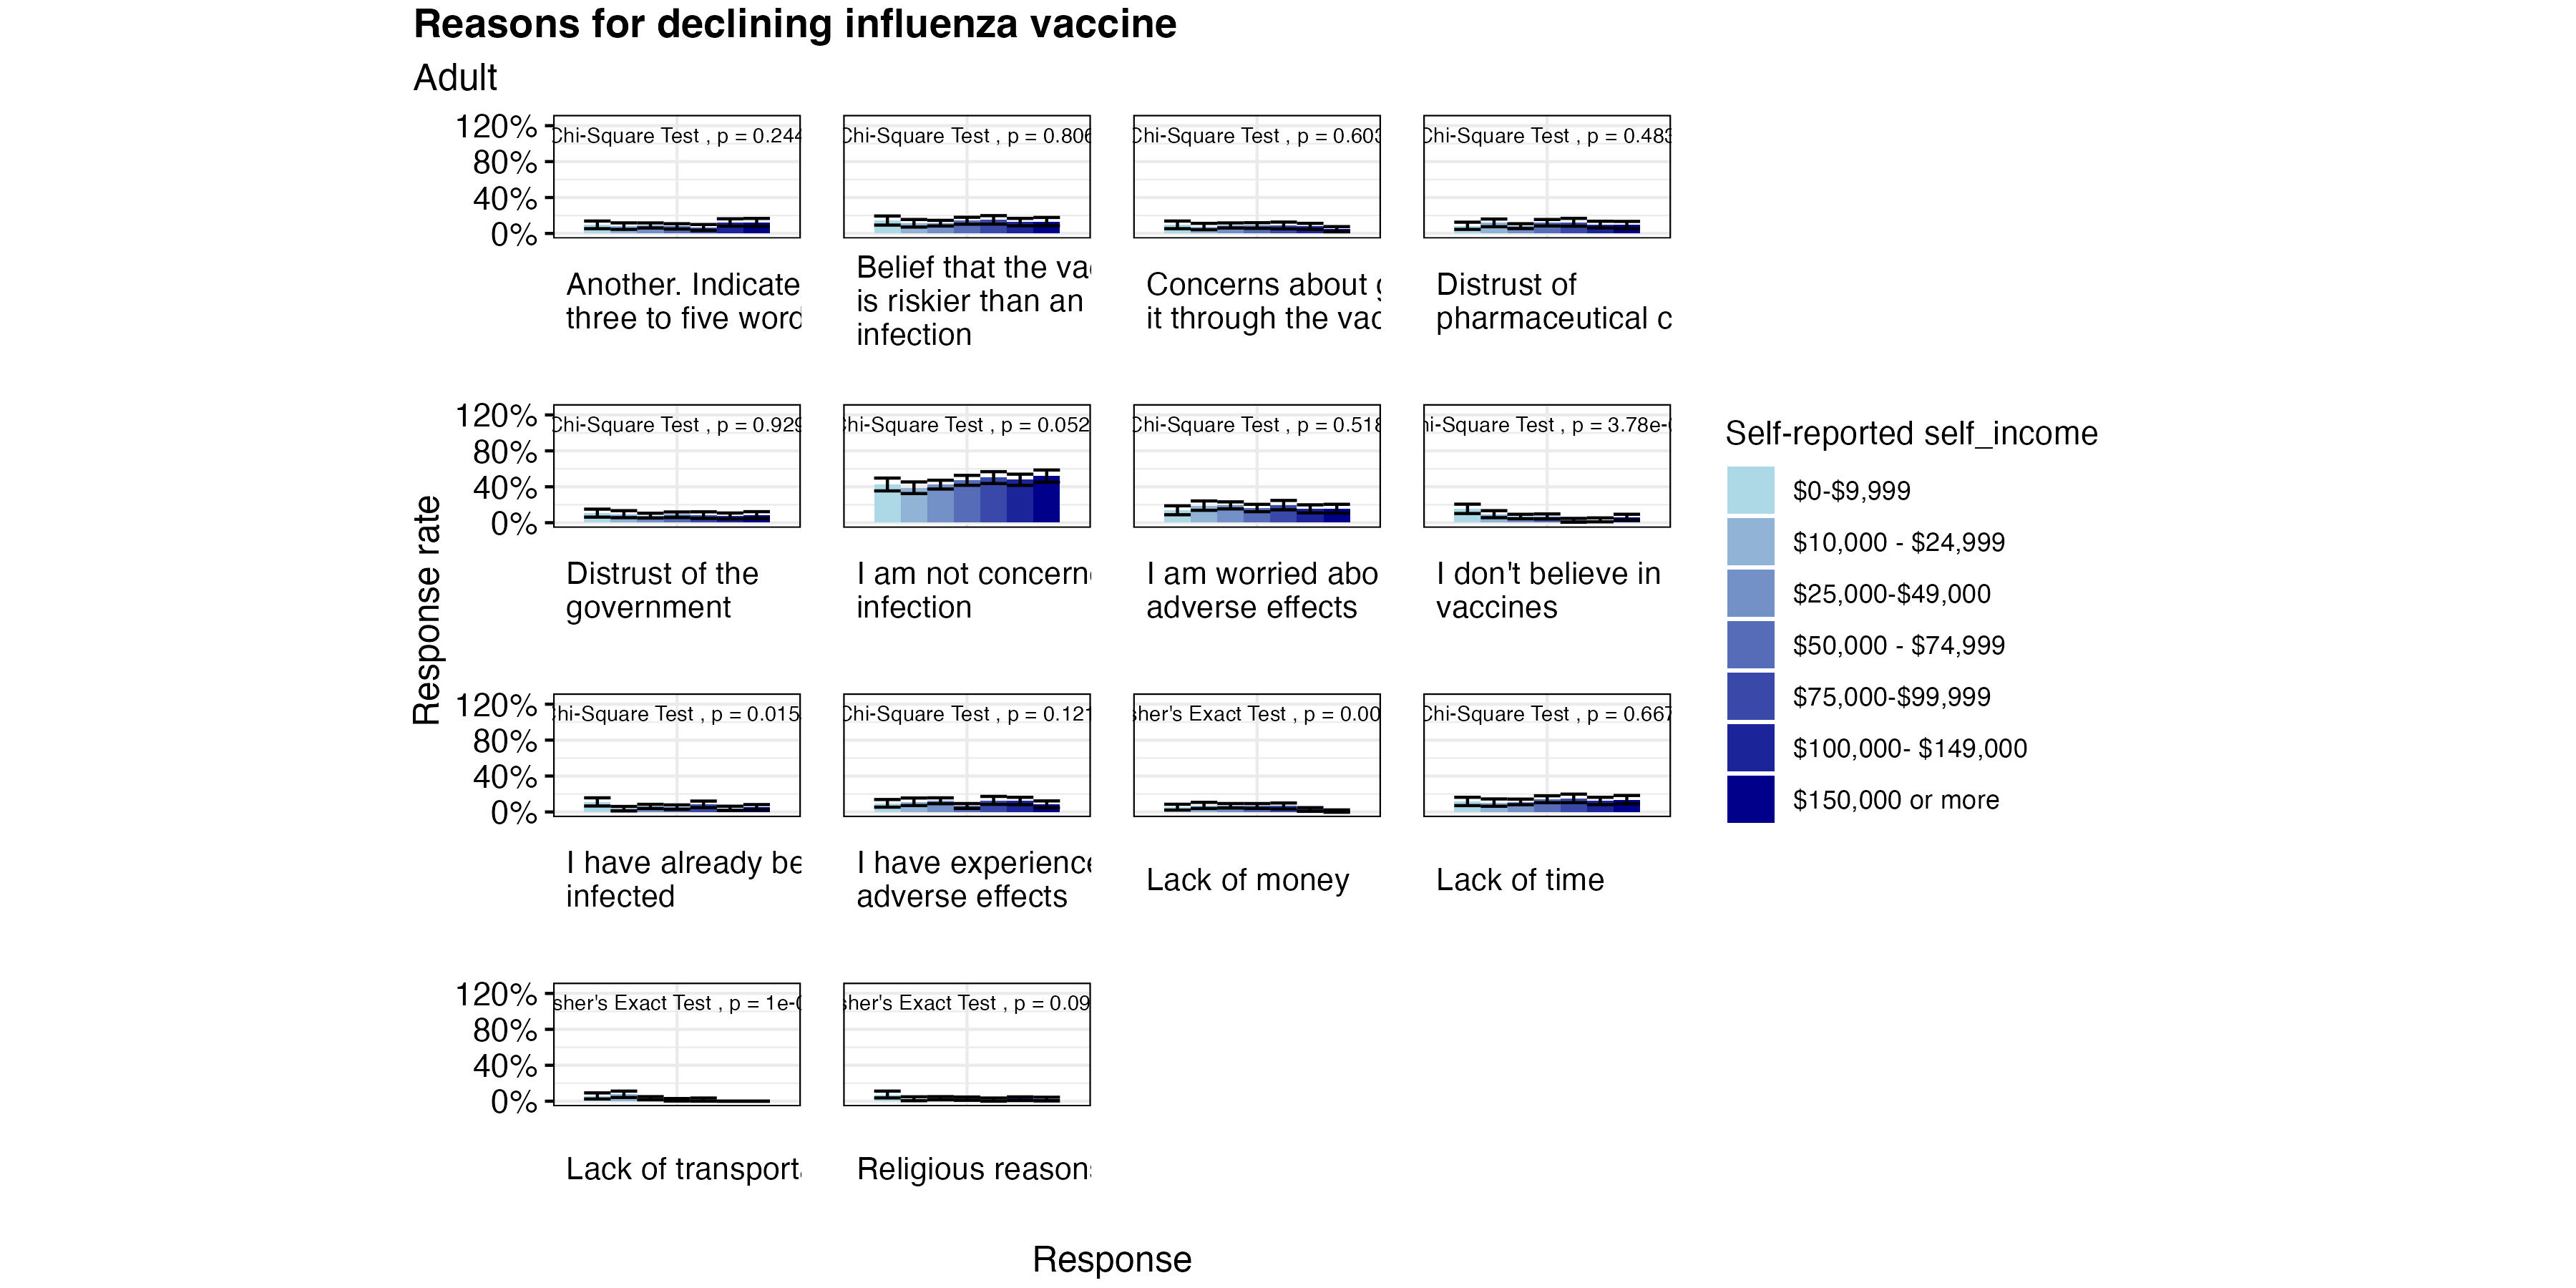 Reasons for declining influenza vaccine
Adult
120%
80%
40%
0%
Chi-Square Test , p = 0.244
Chi-Square Test , p = 0.806
Chi-Square Test , p = 0.603
Chi-Square Test , p = 0.483
Another. Indicate
three to five word
Belief that the va
is riskier than an
infection
Concerns about
it through the vac
Distrust of
pharmaceutical c
Response rate
120%
80%
40%
0%
Chi-Square Test , p = 0.929
hi-Square Test , p = 0.052
Chi-Square Test , p = 0.518
hi-Square Test , p = 3.78e-
Distrust of the
government
I am not concern
infection
I am worried abo
adverse effects
I don't believe in
vaccines
120%
80%
40%
0%
hi-Square Test , p = 0.015
Chi-Square Test , p = 0.121
sher's Exact Test , p = 0.00
Chi-Square Test , p = 0.667
I have already be
infected
I have experience
adverse effects
Lack of money
Lack of time
120%
80%
40%
0%
sher's Exact Test , p = 1e-0
sher's Exact Test , p = 0.09
Lack of transport
Religious reasons
Response
Self-reported self_income
$0-$9,999
$10,000 - $24,999
$25,000-$49,000
$50,000 - $74,999
$75,000-$99,999
$100,000- $149,000
$150,000 or more